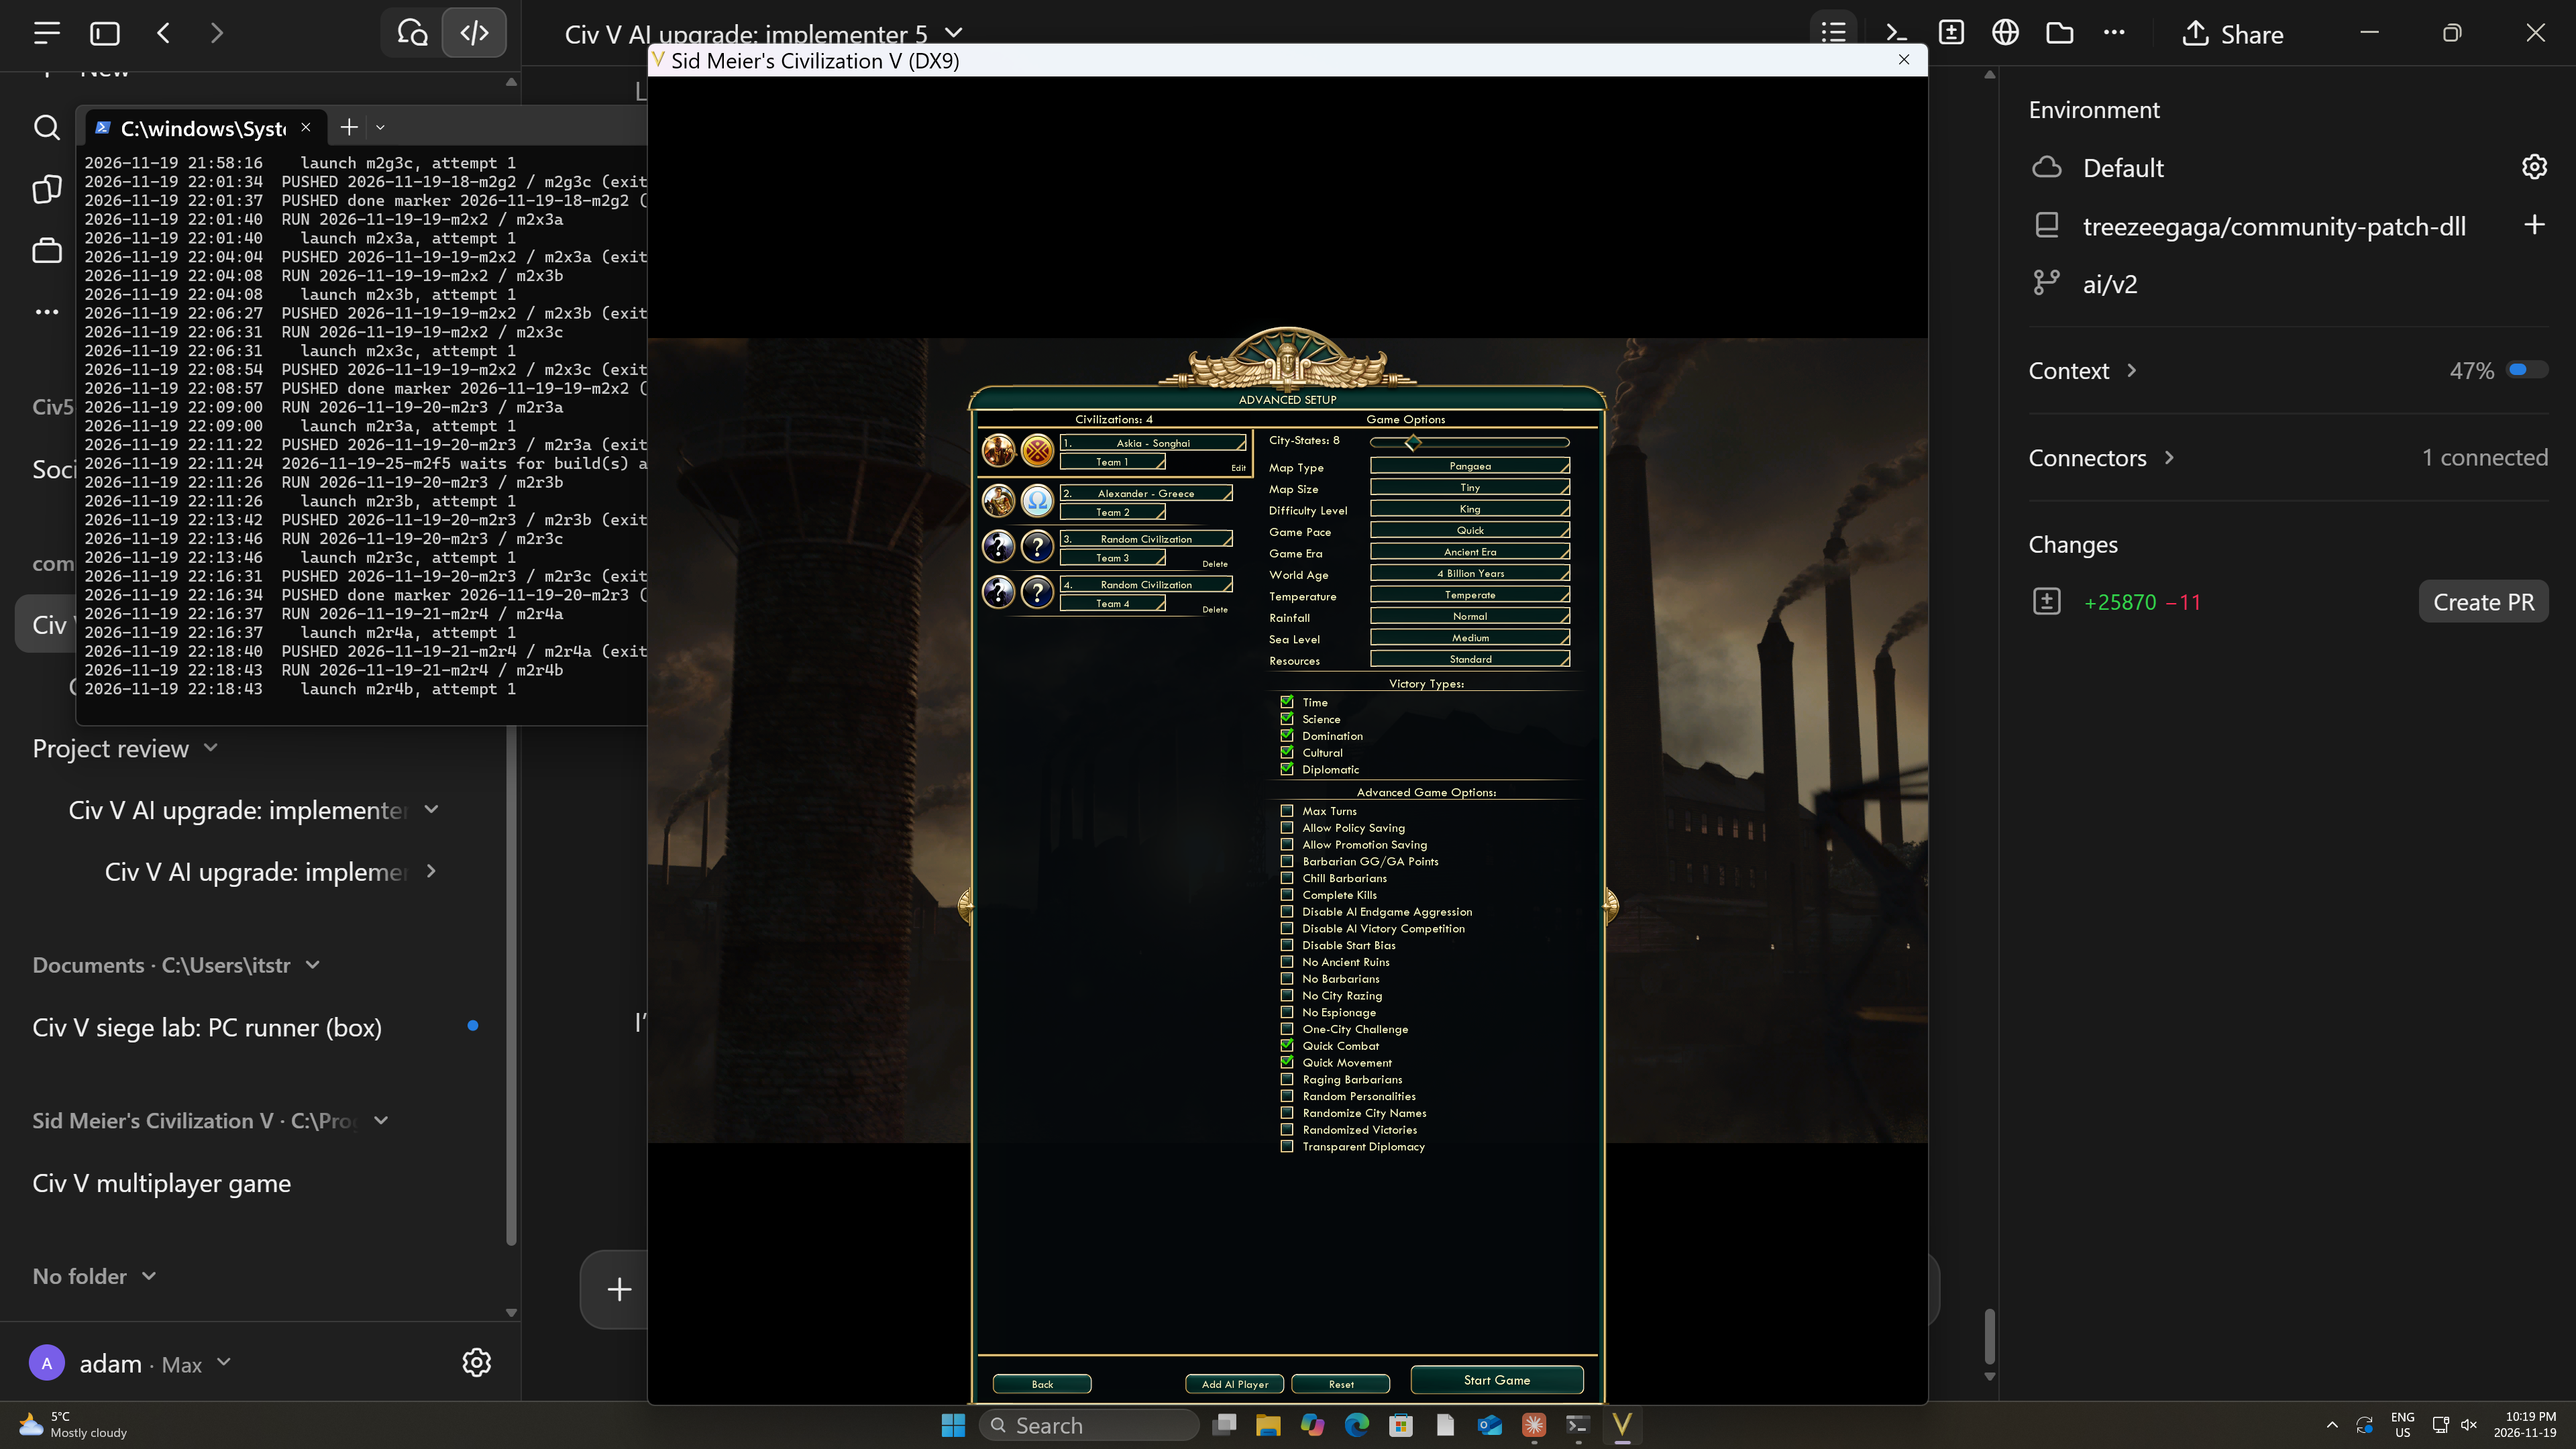 Civ V AI upgrade: implementer 5
Share
New
Sid Meier's Civilization V (DX9)
C:\windows\Syste
2026-11-19 21:58:16 launch m2g3c, attempt 1
2026-11-19 22:01:34 PUSHED 2026-11-19-18-m2g2 / m2g3c (exit
2026-11-19 22:01:37 PUSHED done marker 2026-11-19-18-m2g2 (
2026-11-19 22:01:40 RUN 2026-11-19-19-m2x2 / m2x3a
2026-11-19 22:01:40 launch m2x3a, attempt 1
2026-11-19 22:04:04 PUSHED 2026-11-19-19-m2x2 / m2x3a (exit
2026-11-19 22:04:08 RUN 2026-11-19-19-m2x2 / m2x3b
2026-11-19 22:04:08 launch m2x3b, attempt 1
2026-11-19 22:06:27 PUSHED 2026-11-19-19-m2x2 / m2x3b (exit
2026-11-19 22:06:31 RUN 2026-11-19-19-m2x2 / m2x3c
2026-11-19 22:06:31 launch m2x3c, attempt 1
2026-11-19 22:08:54 PUSHED 2026-11-19-19-m2x2 / m2x3c (exit
2026-11-19 22:08:57 PUSHED done marker 2026-11-19-19-m2x2 (
2026-11-19 22:09:00 RUN 2026-11-19-20-m2r3 / m2r3a
2026-11-19 22:09:00 launch m2r3a, attempt 1
2026-11-19 22:11:22 PUSHED 2026-11-19-20-m2r3 / m2r3a (exit
2026-11-19 22:11:24 2026-11-19-25-m2f5 waits for build(s) a
2026-11-19 22:11:26 RUN 2026-11-19-20-m2r3 / m2r3b
2026-11-19 22:11:26 launch m2r3b, attempt 1
2026-11-19 22:13:42 PUSHED 2026-11-19-20-m2r3 / m2r3b (exit
2026-11-19 22:13:46 RUN 2026-11-19-20-m2r3 / m2r3c
2026-11-19 22:13:46 launch m2r3c, attempt 1
2026-11-19 22:16:31 PUSHED 2026-11-19-20-m2r3 / m2r3c (exit
2026-11-19 22:16:34 PUSHED done marker 2026-11-19-20-m2r3 (
2026-11-19 22:16:37 RUN 2026-11-19-21-m2r4 / m2r4a
2026-11-19 22:16:37 launch m2r4a, attempt 1
2026-11-19 22:18:40 PUSHED 2026-11-19-21-m2r4 / m2r4a (exit
2026-11-19 22:18:43 RUN 2026-11-19-21-m2r4 / m2r4b
2026-11-19 22:18:43 launch m2r4b, attempt 1
Civ5
Soci
com
Civ
Project review
Civ V AI upgrade: implementer
Civ V AI upgrade: implemer
Documents · C:\Users\itstr
Civ V siege lab: PC runner (box)
Sid Meier's Civilization V · C:\Prog
Civ V multiplayer game
No folder
A
adam · Max
ADVANCED SETUP
Civilizations: 4
1. Askia - Songhai
Team 1
Edit
2. Alexander - Greece
Team 2
3. Random Civilization
Team 3
Delete
4. Random Civilization
Team 4
Delete
Game Options
City-States: 8
Map Type Pangaea
Map Size Tiny
Difficulty Level King
Game Pace Quick
Game Era Ancient Era
World Age 4 Billion Years
Temperature Temperate
Rainfall Normal
Sea Level Medium
Resources Standard
Victory Types:
Time
Science
Domination
Cultural
Diplomatic
Advanced Game Options:
Max Turns
Allow Policy Saving
Allow Promotion Saving
Barbarian GG/GA Points
Chill Barbarians
Complete Kills
Disable AI Endgame Aggression
Disable AI Victory Competition
Disable Start Bias
No Ancient Ruins
No Barbarians
No City Razing
No Espionage
One-City Challenge
Quick Combat
Quick Movement
Raging Barbarians
Random Personalities
Randomize City Names
Randomized Victories
Transparent Diplomacy
Back
Add AI Player
Reset
Start Game
Environment
Default
treezeegaga/community-patch-dll
ai/v2
Context 47%
Connectors 1 connected
Changes
+25870 −11
Create PR
5°C
Mostly cloudy
Search
ENG
US
10:19 PM
2026-11-19